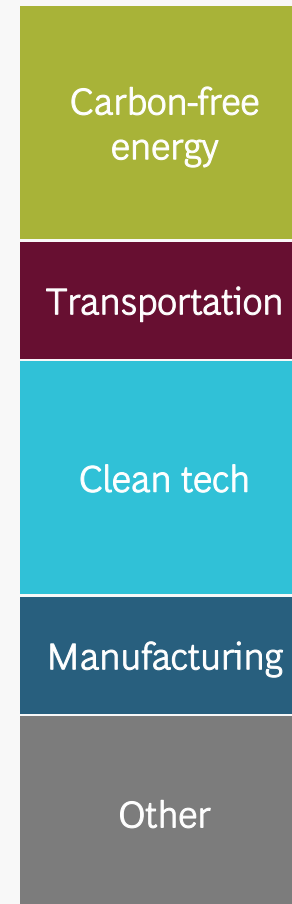 Carbon-free
energy
Transportation
Clean tech
Manufacturing
Other